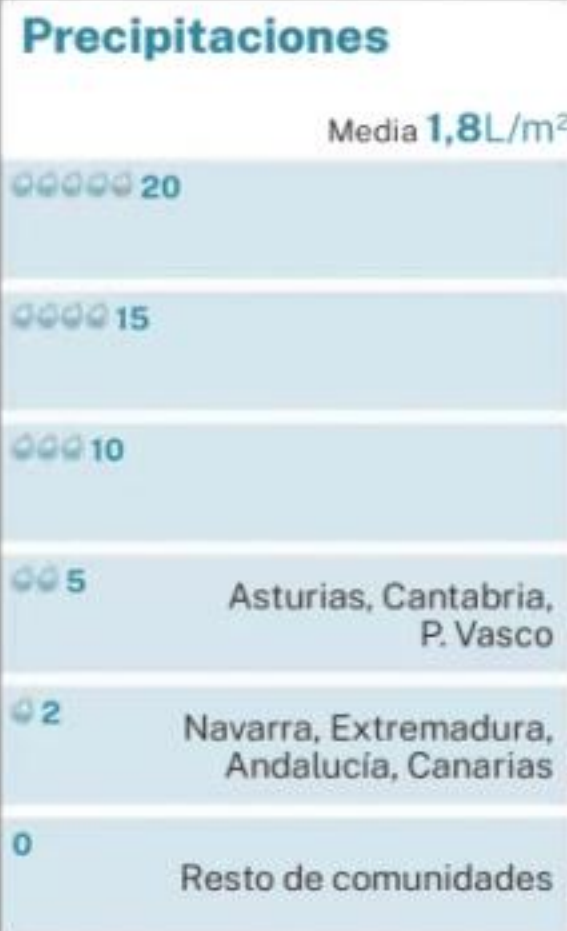 Precipitaciones
Media 1,8L/m²
20
15
10
5
Asturias, Cantabria,
P. Vasco
2
Navarra, Extremadura,
Andalucía, Canarias
0
Resto de comunidades